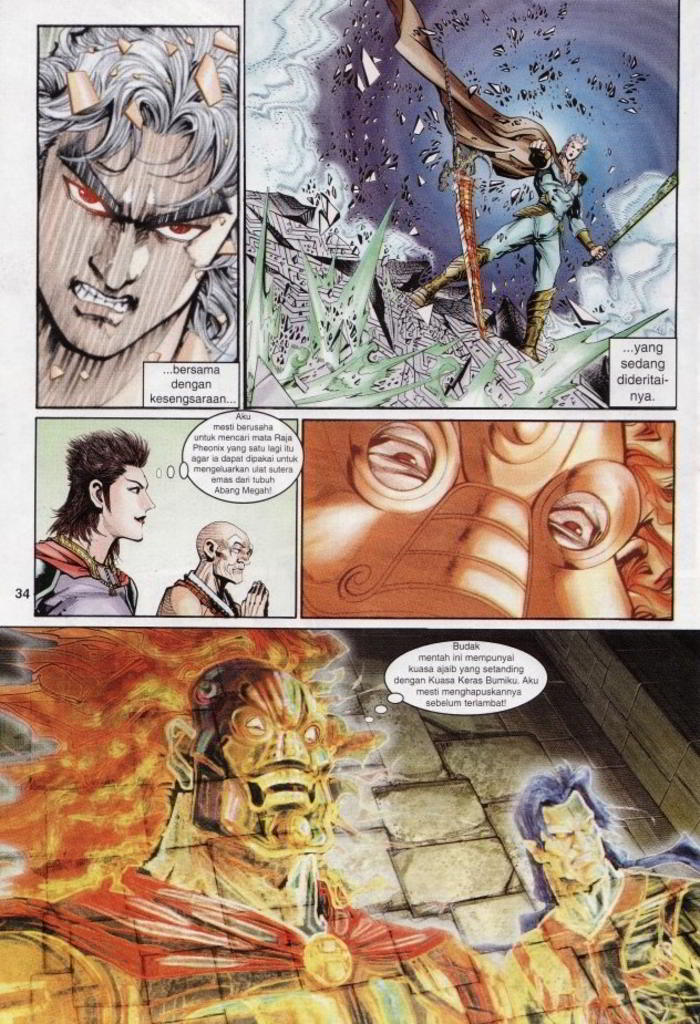 ...bersama
dengan
kesengsaraan...
...yang
sedang
dideritai-
nya.
Aku
mesti berusaha
untuk mencari mata Raja
Pheonix yang satu lagi itu
agar ia dapat dipakai untuk
mengeluarkan ulat sutera
emas dari tubuh
Abang Megah!
34
Budak
mentah ini mempunyai
kuasa ajaib yang setanding
dengan Kuasa Keras Bumiku. Aku
mesti menghapuskannya
sebelum terlambat!